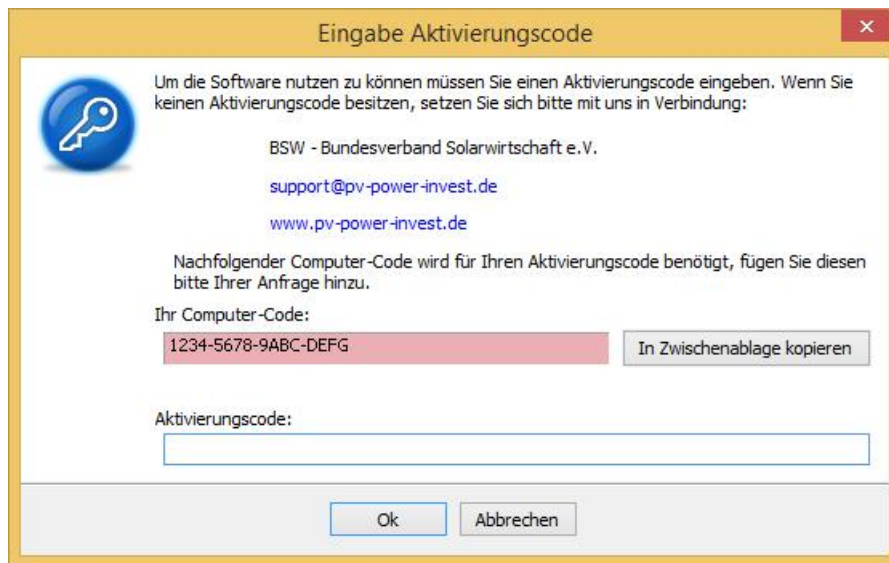 Eingabe Aktivierungscode
Um die Software nutzen zu können müssen Sie einen Aktivierungscode eingeben. Wenn Sie
keinen Aktivierungscode besitzen, setzen Sie sich bitte mit uns in Verbindung:
BSW - Bundesverband Solarwirtschaft e.V.
support@pv-power-invest.de
www.pv-power-invest.de
Nachfolgender Computer-Code wird für Ihren Aktivierungscode benötigt, fügen Sie diesen
bitte Ihrer Anfrage hinzu.
Ihr Computer-Code:
1234-5678-9ABC-DEFG
In Zwischenablage kopieren
Aktivierungscode:
Ok
Abbrechen